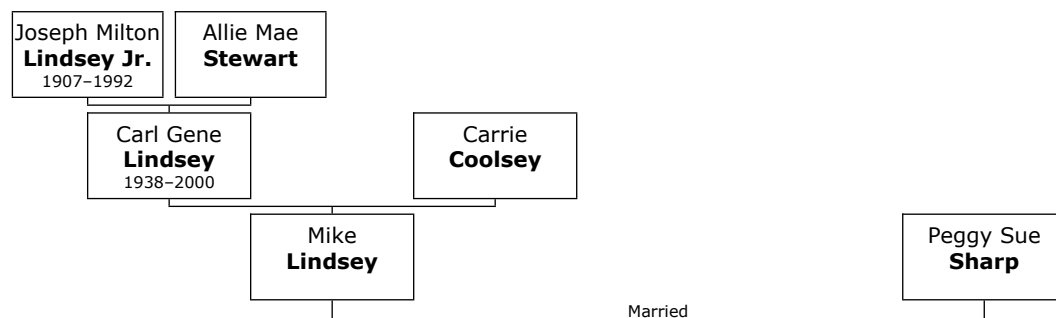 Joseph Milton
Lindsey Jr.
1907–1992
Allie Mae
Stewart
Carl Gene
Lindsey
1938–2000
Carrie
Coolsey
Mike
Lindsey
Peggy Sue
Sharp
Married